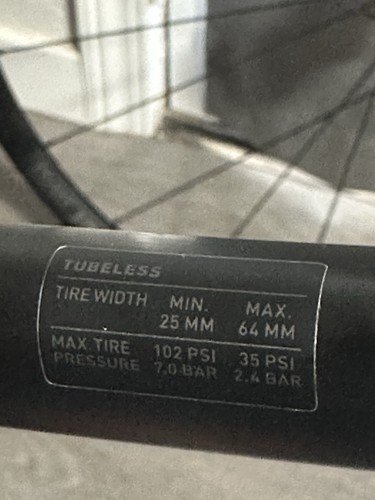 TUBELESS
TIRE WIDTH MIN. 25 MM MAX. 64 MM
MAX TIRE PRESSURE 102 PSI 7.0 BAR 35 PSI 2.4 BAR